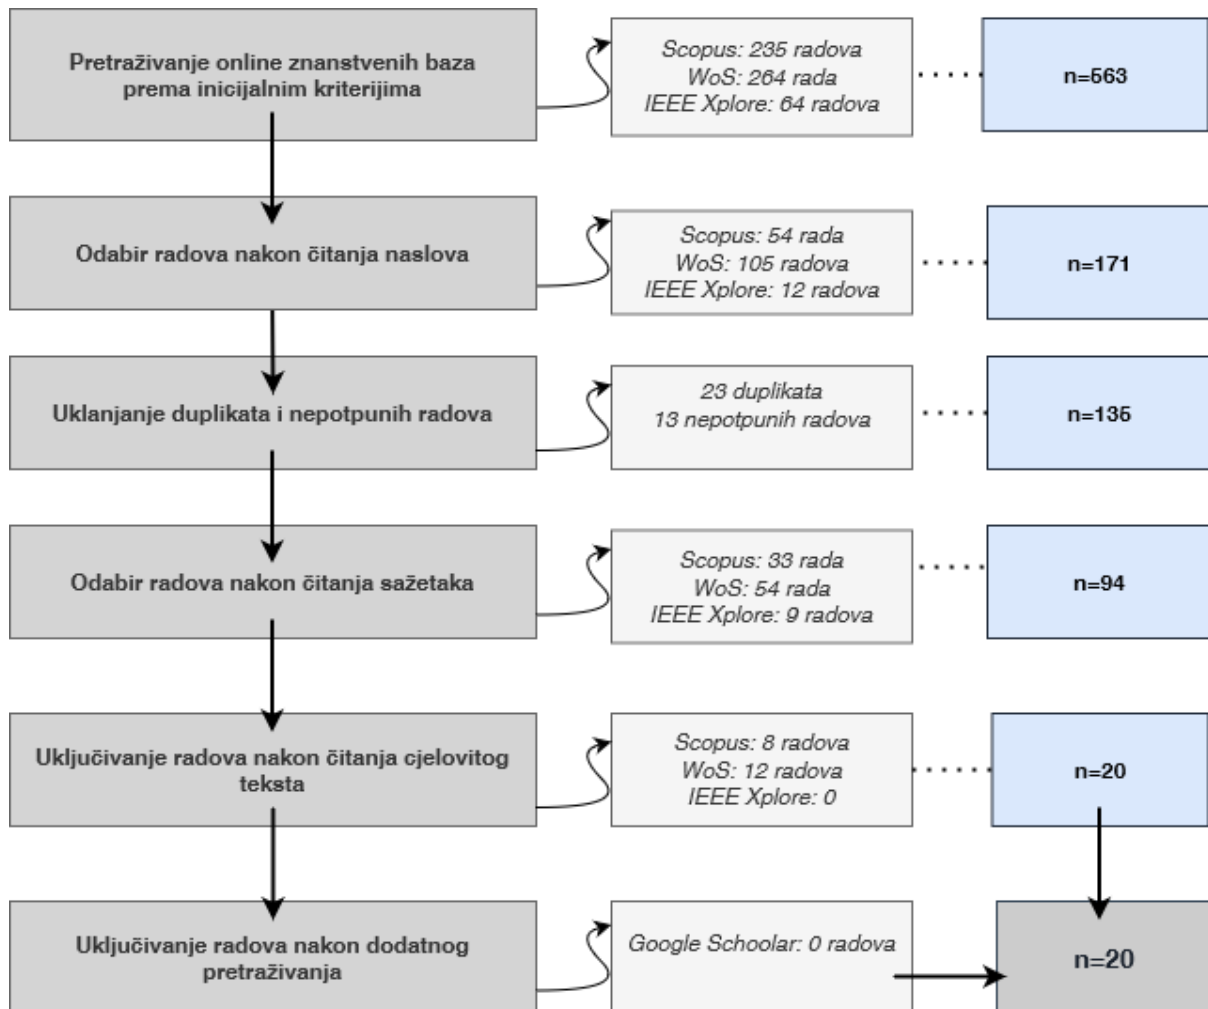 Pretraživanje online znanstvenih baza
prema inicijalnim kriterijima
Scopus: 235 radova
WoS: 264 rada
IEEE Xplore: 64 radova
n=563
Odabir radova nakon čitanja naslova
Scopus: 54 rada
WoS: 105 radova
IEEE Xplore: 12 radova
n=171
Uklanjanje duplikata i nepotpunih radova
23 duplikata
13 nepotpunih radova
n=135
Odabir radova nakon čitanja sažetaka
Scopus: 33 rada
WoS: 54 rada
IEEE Xplore: 9 radova
n=94
Uključivanje radova nakon čitanja cjelovitog
teksta
Scopus: 8 radova
WoS: 12 radova
IEEE Xplore: 0
n=20
Uključivanje radova nakon dodatnog
pretraživanja
Google Schoolar: 0 radova
n=20